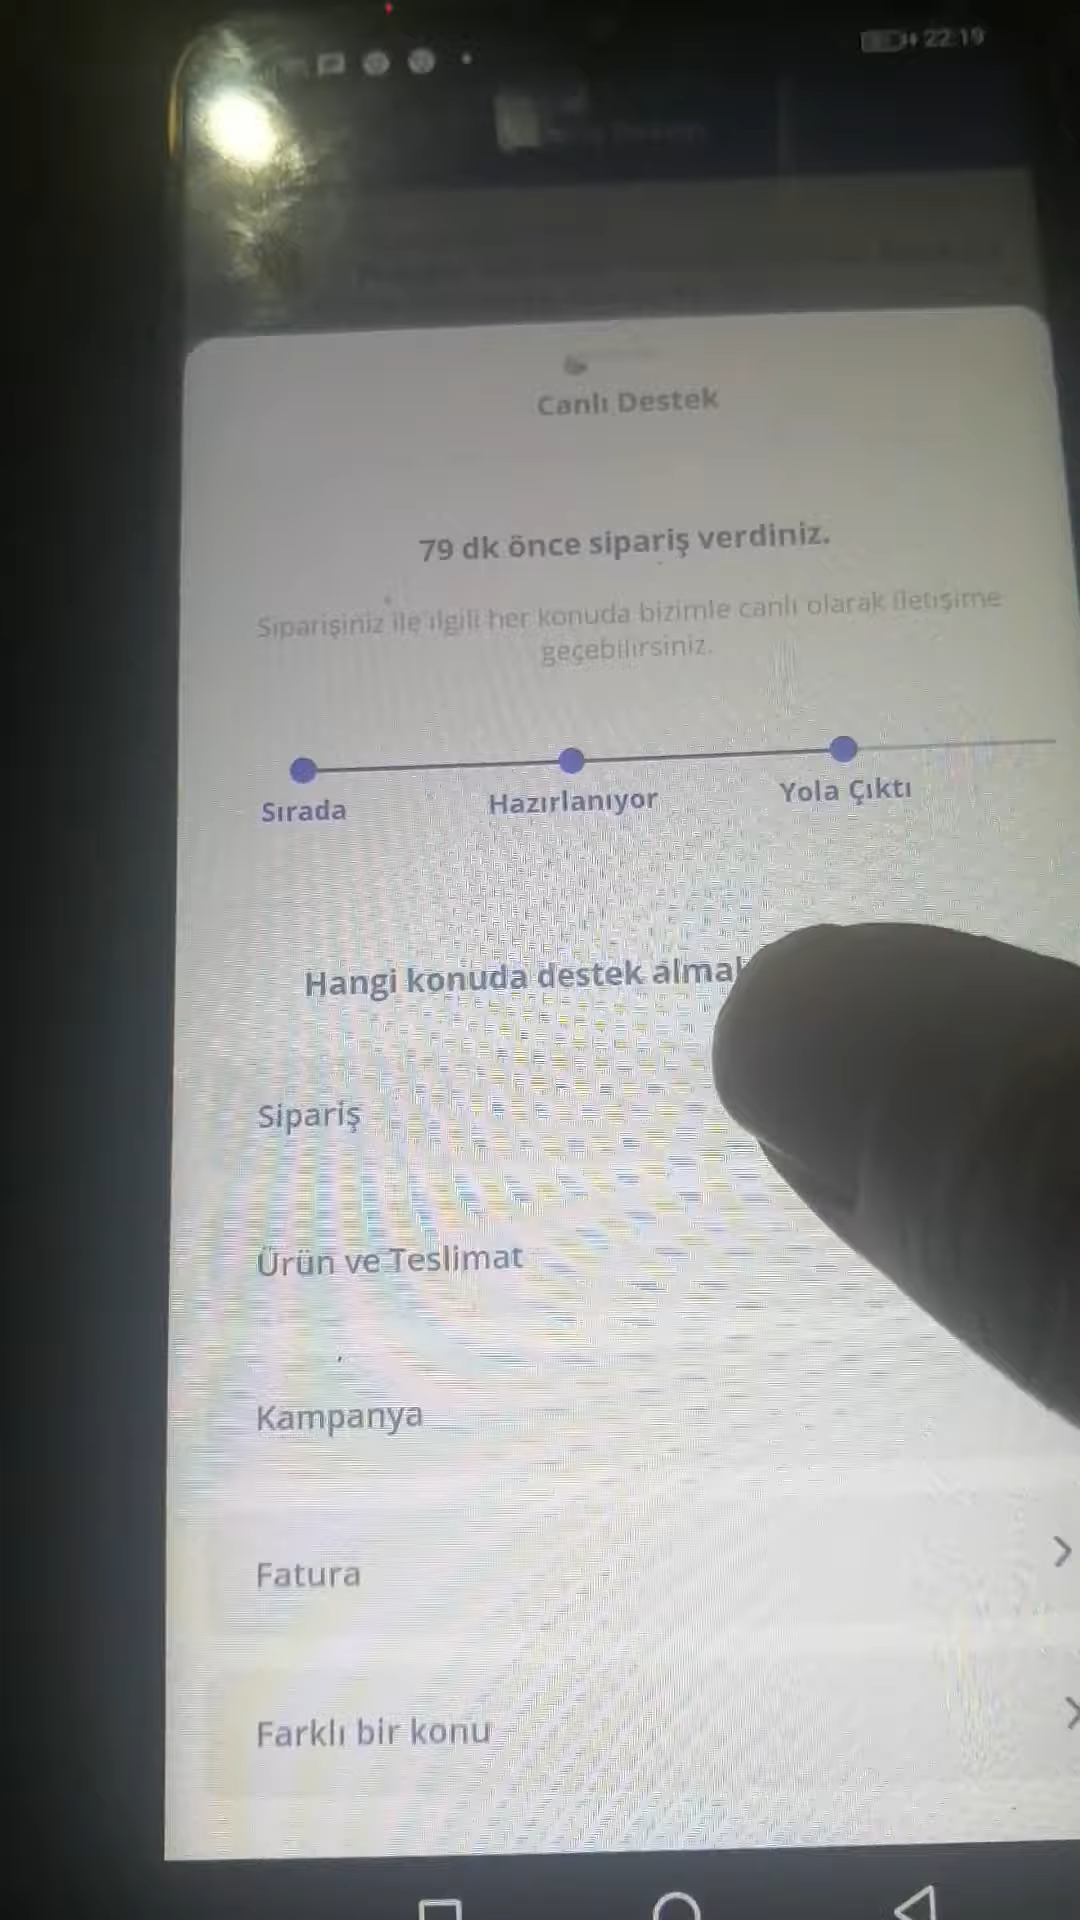 22:19
Canlı Destek
79 dk önce sipariş verdiniz.
Siparişiniz ile ilgili her konuda bizimle canlı olarak iletişime
geçebilirsiniz.
Sırada Hazırlanıyor Yola Çıktı
Hangi konuda destek
Sipariş
Ürün ve Teslimat
Kampanya
Fatura
Farklı bir konu